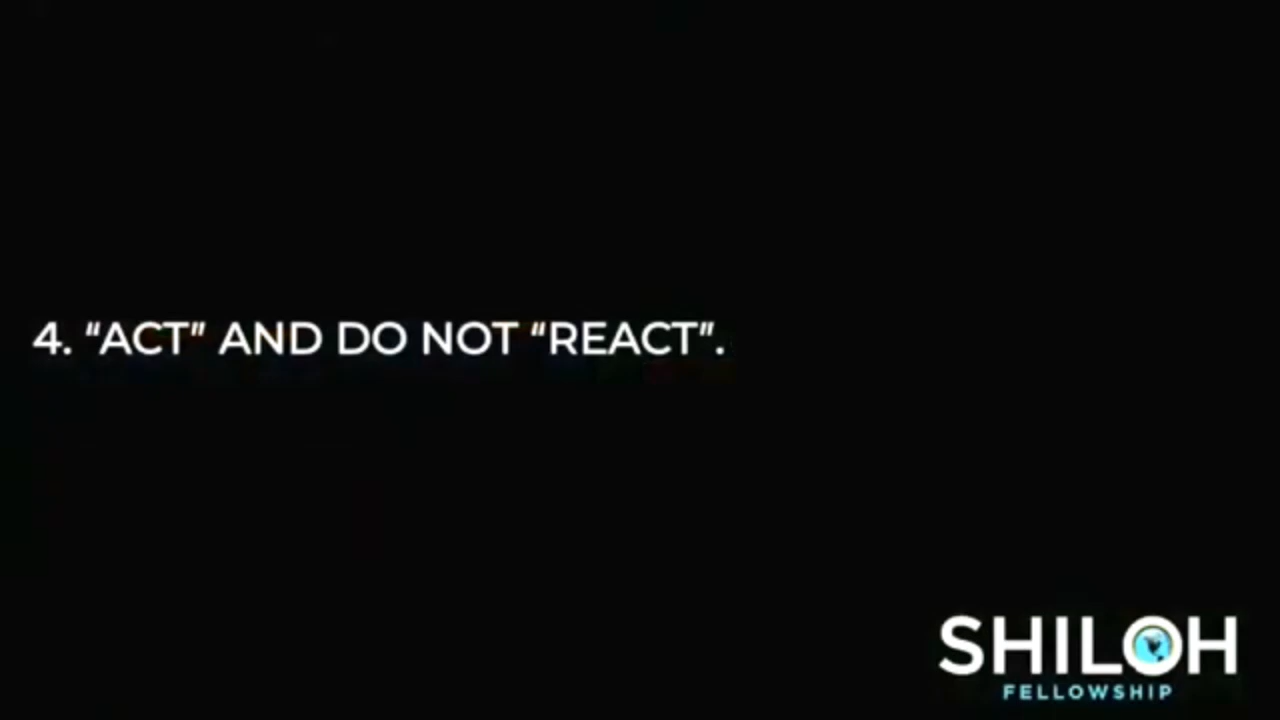 4. “ACT” AND DO NOT “REACT”.
SHILOH
FELLOWSHIP